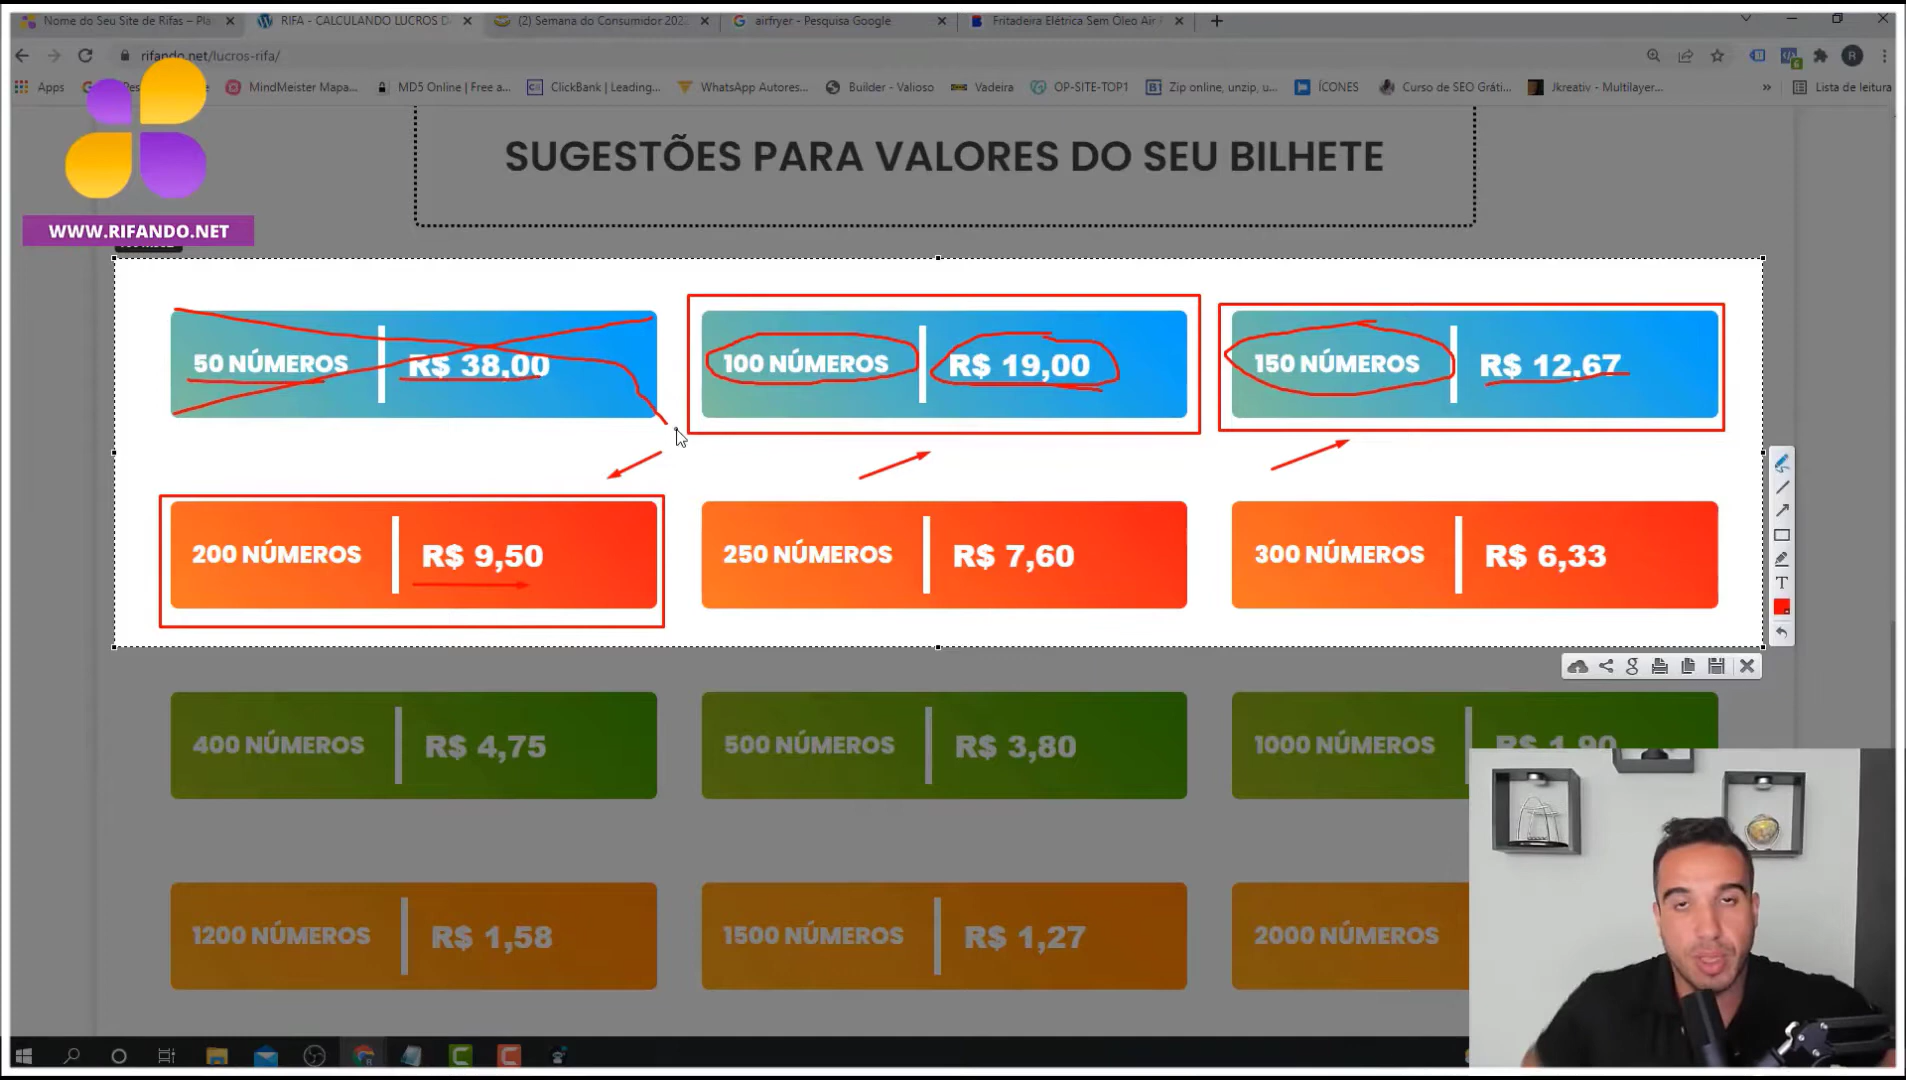 Nome do Seu Site de Rifas – Pla
RIFA - CALCULANDO LUCROS D
(2) Semana do Consumidor 202
airfryer - Pesquisa Google
Fritadeira Elétrica Sem Óleo Air F
rifando.net/lucros-rifa/
Apps
MindMeister Mapa...
MD5 Online | Free a...
ClickBank | Leading...
WhatsApp Autores...
Builder - Valioso
Vadeira
OP-SITE-TOP1
Zip online, unzip, u...
ÍCONES
Curso de SEO Gráti...
Jkreativ - Multilayer...
Lista de leitura
WWW.RIFANDO.NET
SUGESTÕES PARA VALORES DO SEU BILHETE
50 NÚMEROS R$ 38,00
100 NÚMEROS R$ 19,00
150 NÚMEROS R$ 12,67
200 NÚMEROS R$ 9,50
250 NÚMEROS R$ 7,60
300 NÚMEROS R$ 6,33
400 NÚMEROS R$ 4,75
500 NÚMEROS R$ 3,80
1000 NÚMEROS R$ 1,90
1200 NÚMEROS R$ 1,58
1500 NÚMEROS R$ 1,27
2000 NÚMEROS